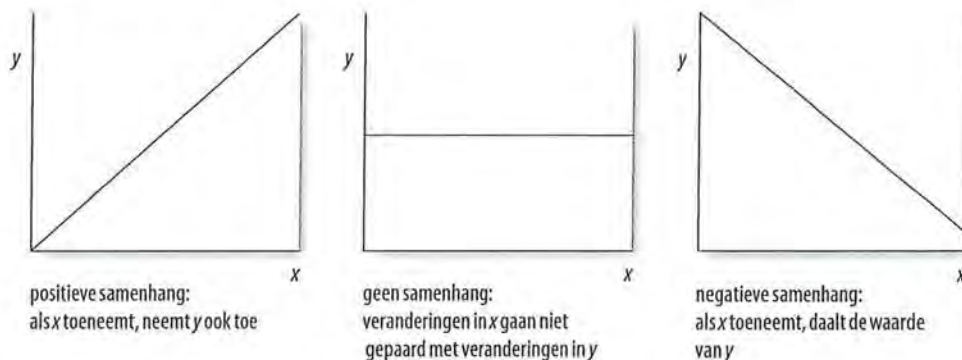 y
x
positieve samenhang:
als x toeneemt, neemt y ook toe
y
x
geen samenhang:
veranderingen in x gaan niet
gepaard met veranderingen in y
y
x
negatieve samenhang:
als x toeneemt, daalt de waarde
van y